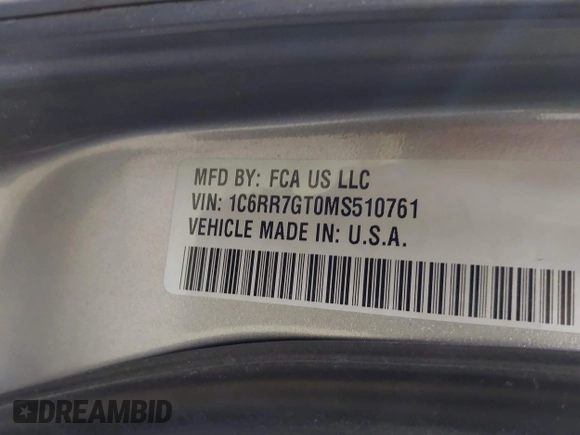 MFD BY: FCA US LLC
VIN: 1C6RR7GT0MS510761
VEHICLE MADE IN: U.S.A.
DREAMBID